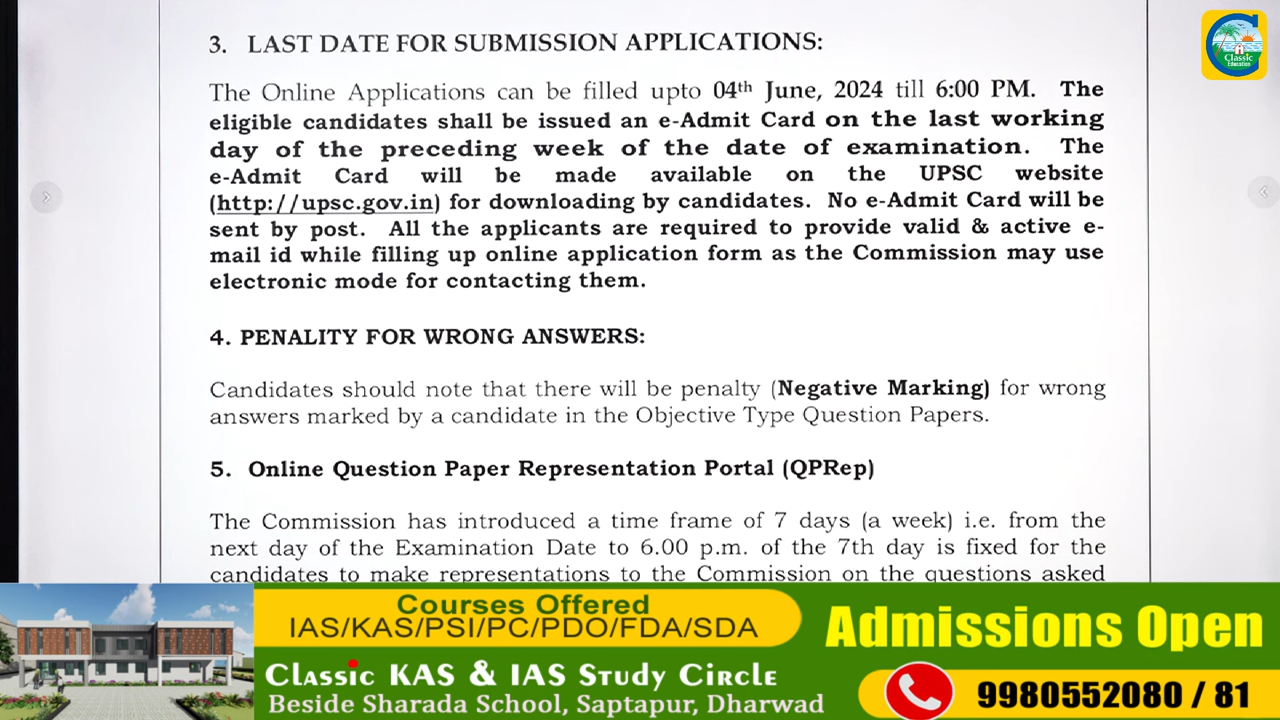 3. LAST DATE FOR SUBMISSION APPLICATIONS:
The Online Applications can be filled upto 04th June, 2024 till 6:00 PM. The
eligible candidates shall be issued an e-Admit Card on the last working
day of the preceding week of the date of examination. The
e-Admit Card will be made available on the UPSC website
(http://upsc.gov.in) for downloading by candidates. No e-Admit Card will be
sent by post. All the applicants are required to provide valid & active e-
mail id while filling up online application form as the Commission may use
electronic mode for contacting them.
4. PENALITY FOR WRONG ANSWERS:
Candidates should note that there will be penalty (Negative Marking) for wrong
answers marked by a candidate in the Objective Type Question Papers.
5. Online Question Paper Representation Portal (QPRep)
The Commission has introduced a time frame of 7 days (a week) i.e. from the
next day of the Examination Date to 6.00 p.m. of the 7th day is fixed for the
candidates to make representations to the Commission on the questions asked
Classic
Education
Courses Offered
IAS/KAS/PSI/PC/PDO/FDA/SDA
Classic KAS & IAS Study Circle
Beside Sharada School, Saptapur, Dharwad
Admissions Open
9980552080 / 81